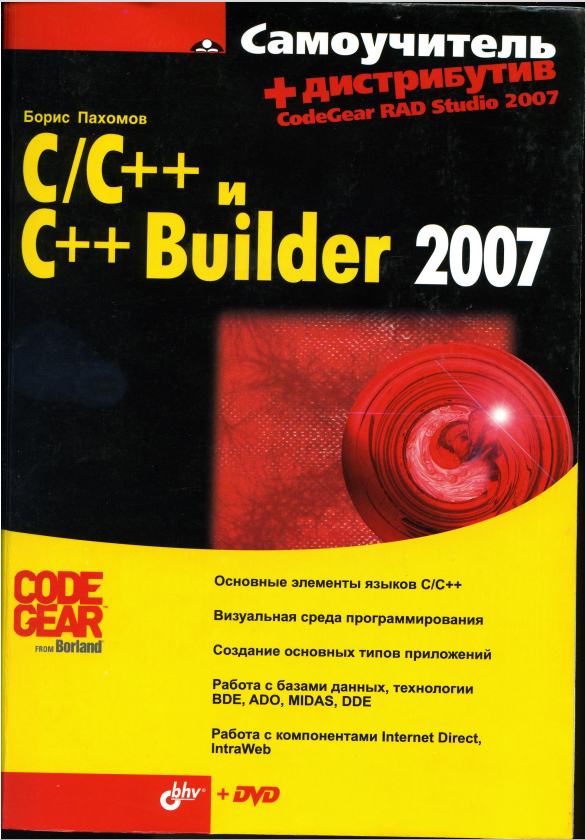 Самоучитель
+ дистрибутив
CodeGear RAD Studio 2007
Борис Пахомов
C/C++ и
C++ Builder 2007
CODE
GEAR™
FROM Borland®
Основные элементы языков C/C++
Визуальная среда программирования
Создание основных типов приложений
Работа с базами данных, технологии
BDE, ADO, MIDAS, DDE
Работа с компонентами Internet Direct,
IntraWeb
bhv® + DVD